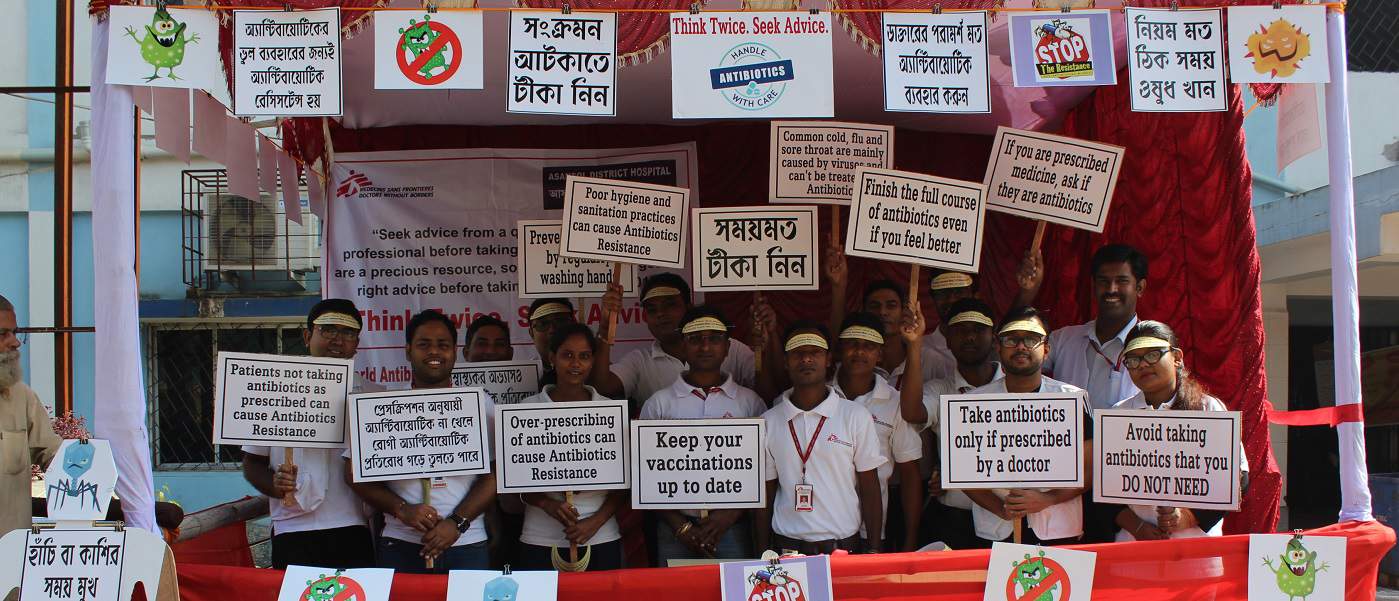 অ্যান্টিবায়োটিকের
ভুল ব্যবহারের জন্যই
অ্যান্টিবায়োটিক
রেসিসটেন্স হয়
সংক্রমন
আটকাতে
টীকা নিন
Think Twice. Seek Advice.
HANDLE
ANTIBIOTICS
WITH CARE
ডাক্তারের পরামর্শ মত
অ্যান্টিবায়োটিক
ব্যবহার করুন
STOP
The Resistance
নিয়ম মত
ঠিক সময়
ওষুধ খান
MEDECINS SANS FRONTIERES
DOCTORS WITHOUT BORDERS
ASANSOL DISTRICT HOSPITAL
"Seek advice from a
professional before taking
are a precious resource, so
right advice before
Think Twice. Advice
World
Common cold, flu and
sore throat are mainly
caused by viruses and
can't be
Antibiotics
If you are prescribed
medicine, ask if
they are antibiotics
Poor hygiene and
sanitation practices
can cause Antibiotics
Resistance
Finish the full course
of antibiotics even
if you feel better
by
washing
সময়মত
টীকা নিন
Patients not taking
antibiotics as
prescribed can
cause Antibiotics
Resistance
প্রেসক্রিপশন অনুযায়ী
অ্যান্টিবায়োটিক না খেলে
রোগী অ্যান্টিবায়োটিক
প্রতিরোধ গড়ে তুলতে পারে
Over-prescribing
of antibiotics can
cause Antibiotics
Resistance
Keep your
vaccinations
up to date
Take antibiotics
only if prescribed
by a doctor
Avoid taking
antibiotics that you
DO NOT NEED
হাঁচি বা কাশির
সময় মুখ
STOP